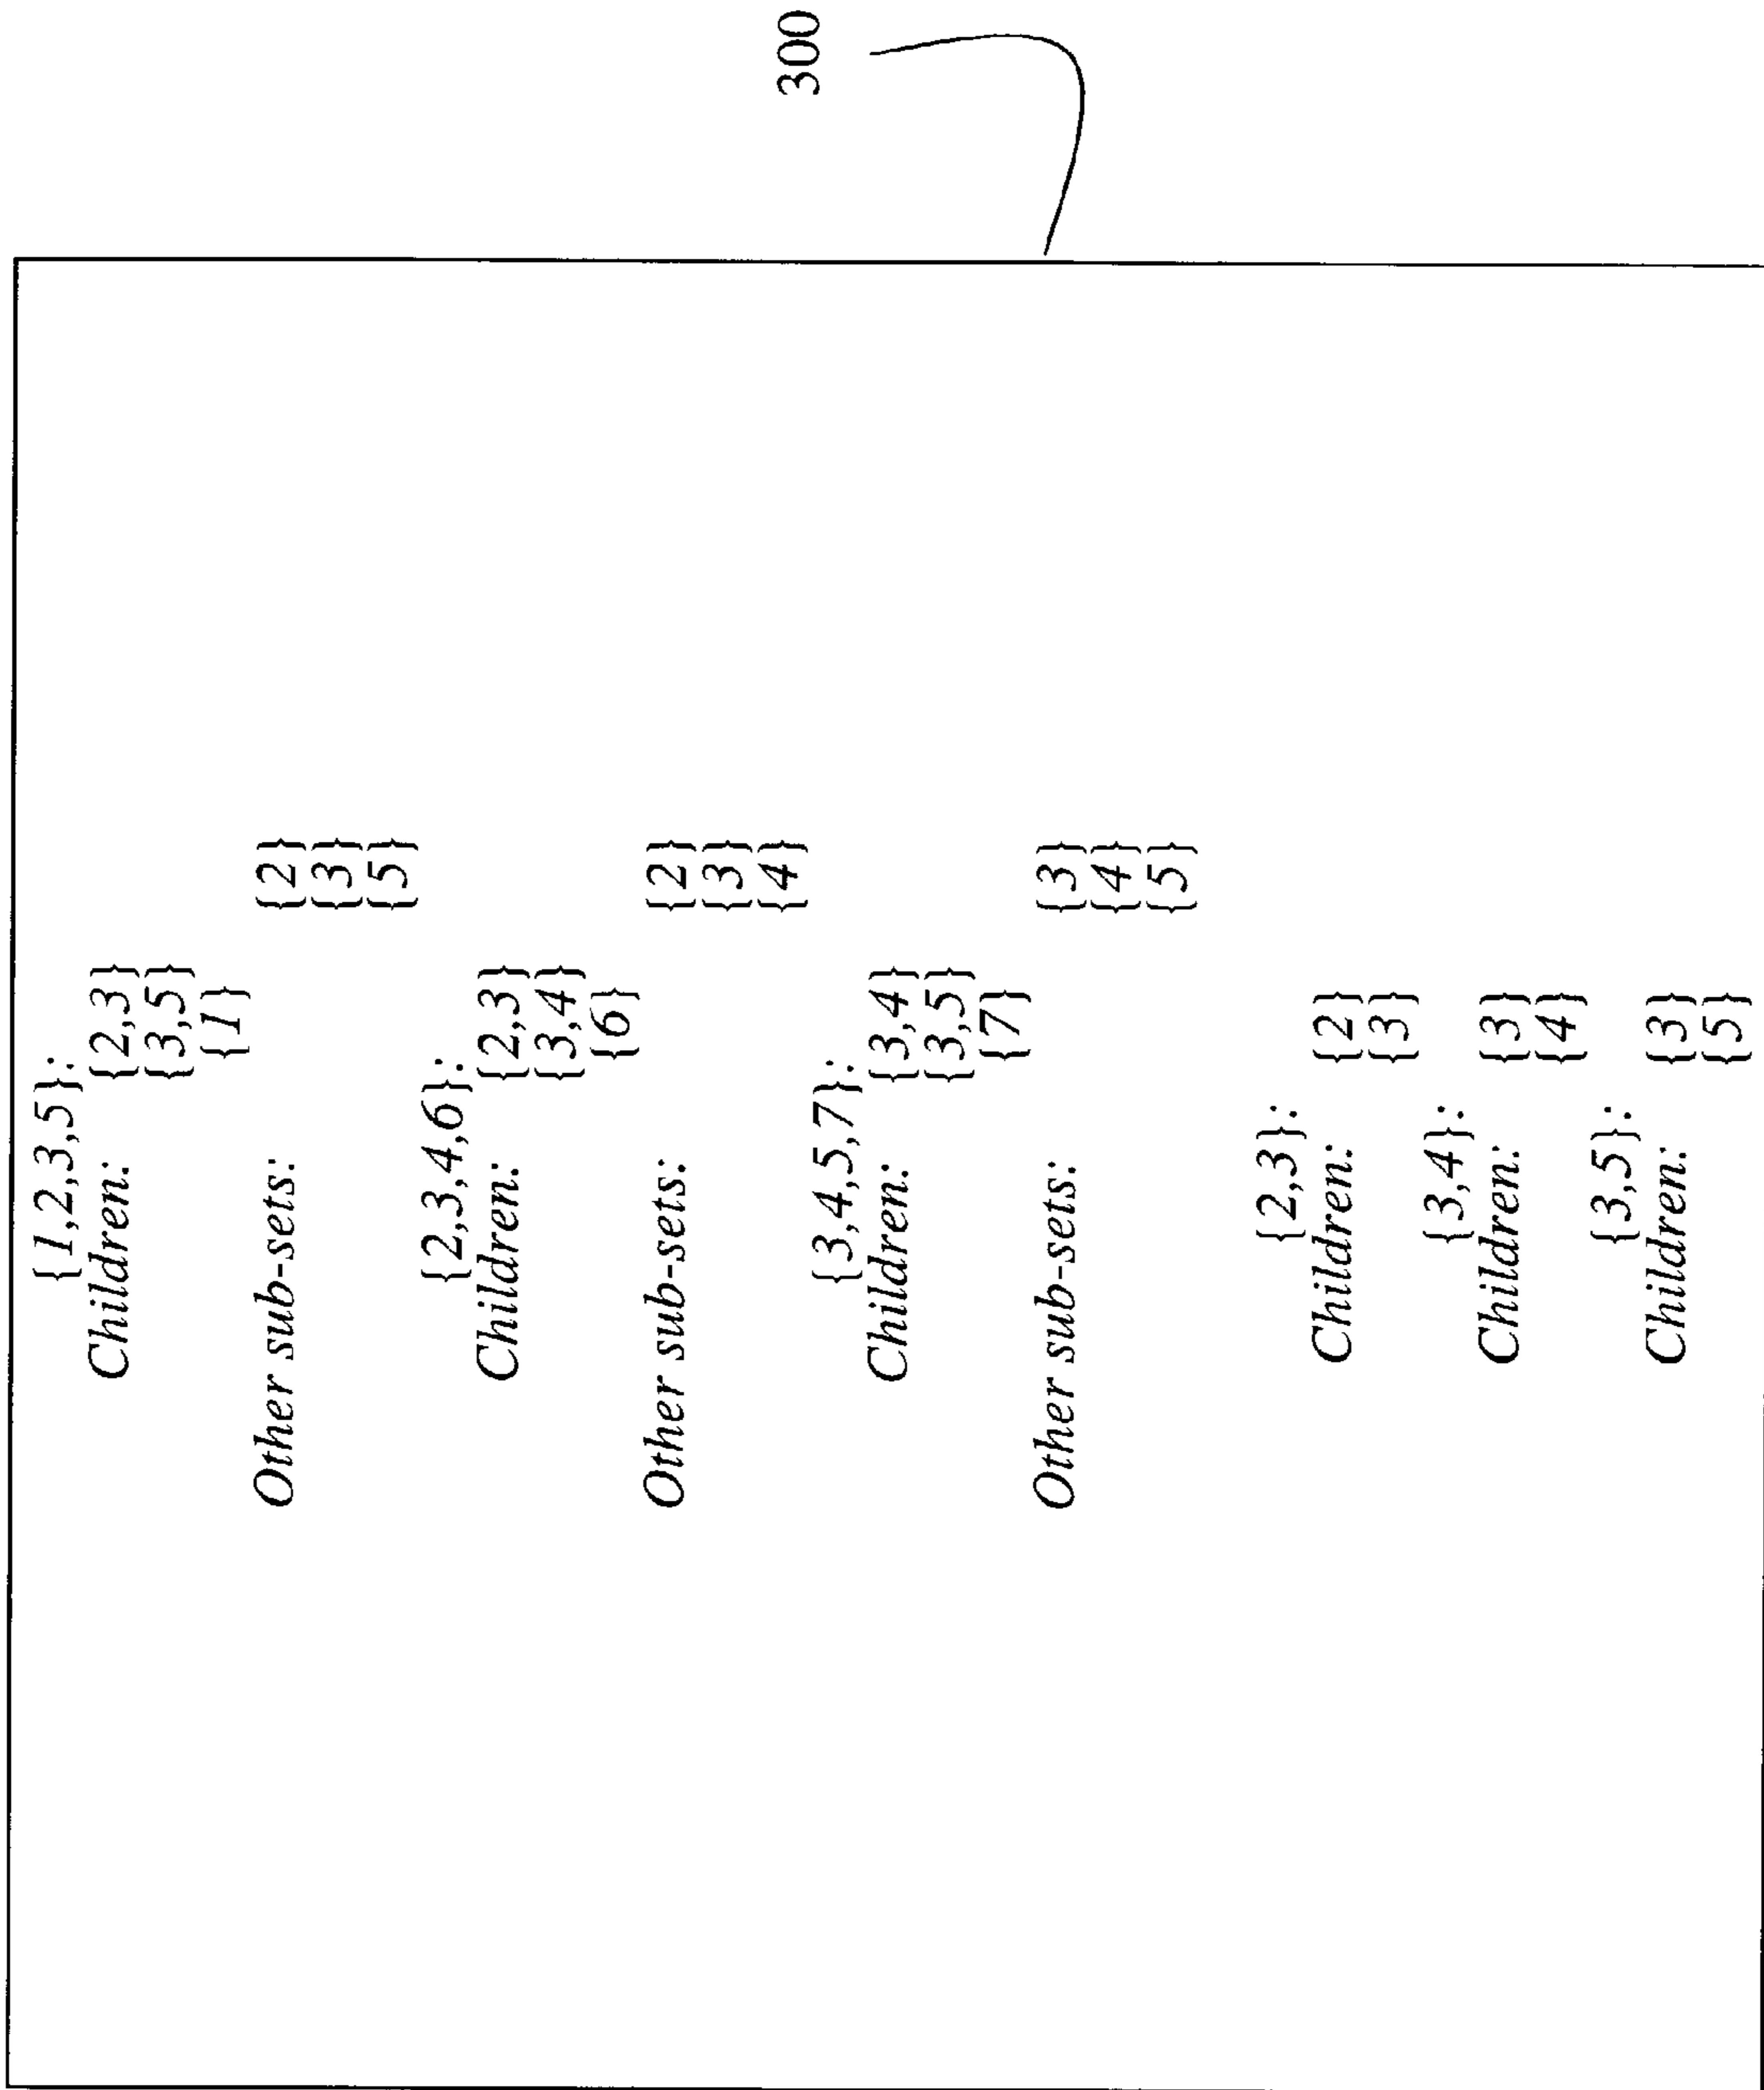 {1,2,3,5}:
Children: {2,3}
{3,5}
{1}
Other sub-sets: {2}
{3}
{5}
{2,3,4,6}:
Children: {2,3}
{3,4}
{6}
Other sub-sets: {2}
{3}
{4}
{3,4,5,7}:
Children: {3,4}
{3,5}
{7}
Other sub-sets: {3}
{4}
{5}
{2,3}:
Children: {2}
{3}
{3,4}:
Children: {3}
{4}
{3,5}:
Children: {3}
{5}
300